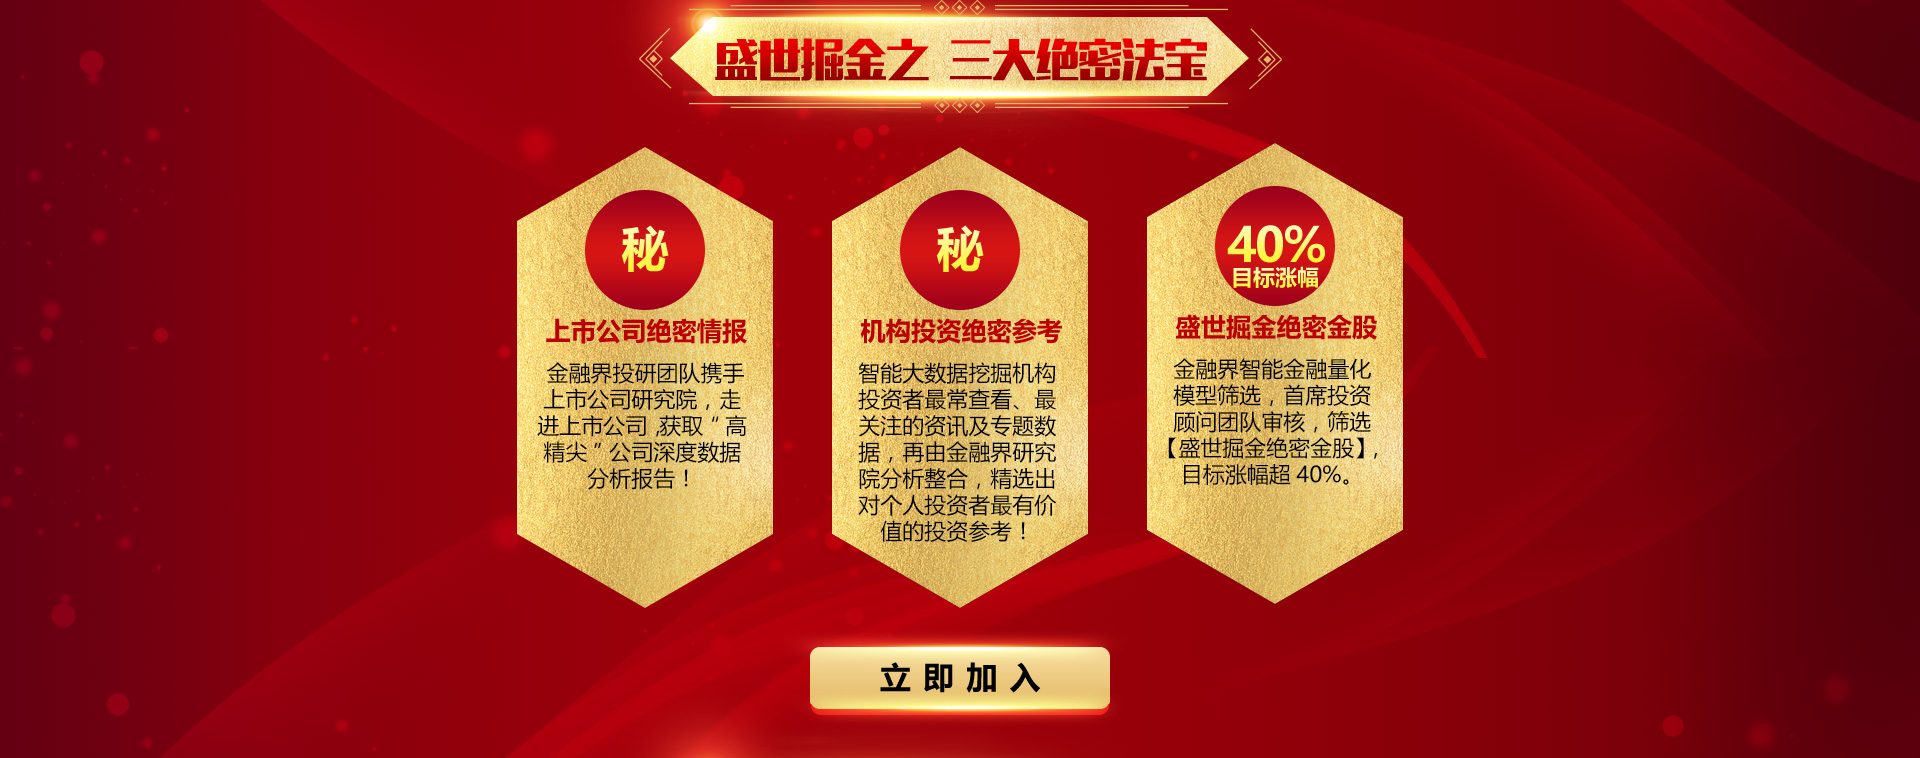 盛世掘金之 三大绝密法宝
秘
上市公司绝密情报
金融界投研团队携手
上市公司研究院，走
进上市公司，获取“高
精尖”公司深度数据
分析报告！
秘
机构投资绝密参考
智能大数据挖掘机构
投资者最常查看、最
关注的资讯及专题数
据，再由金融界研究
院分析整合，精选出
对个人投资者最有价
值的投资参考！
40%
目标涨幅
盛世掘金绝密金股
金融界智能金融量化
模型筛选，首席投资
顾问团队审核，筛选
【盛世掘金绝密金股】，
目标涨幅超 40%。
立即加入